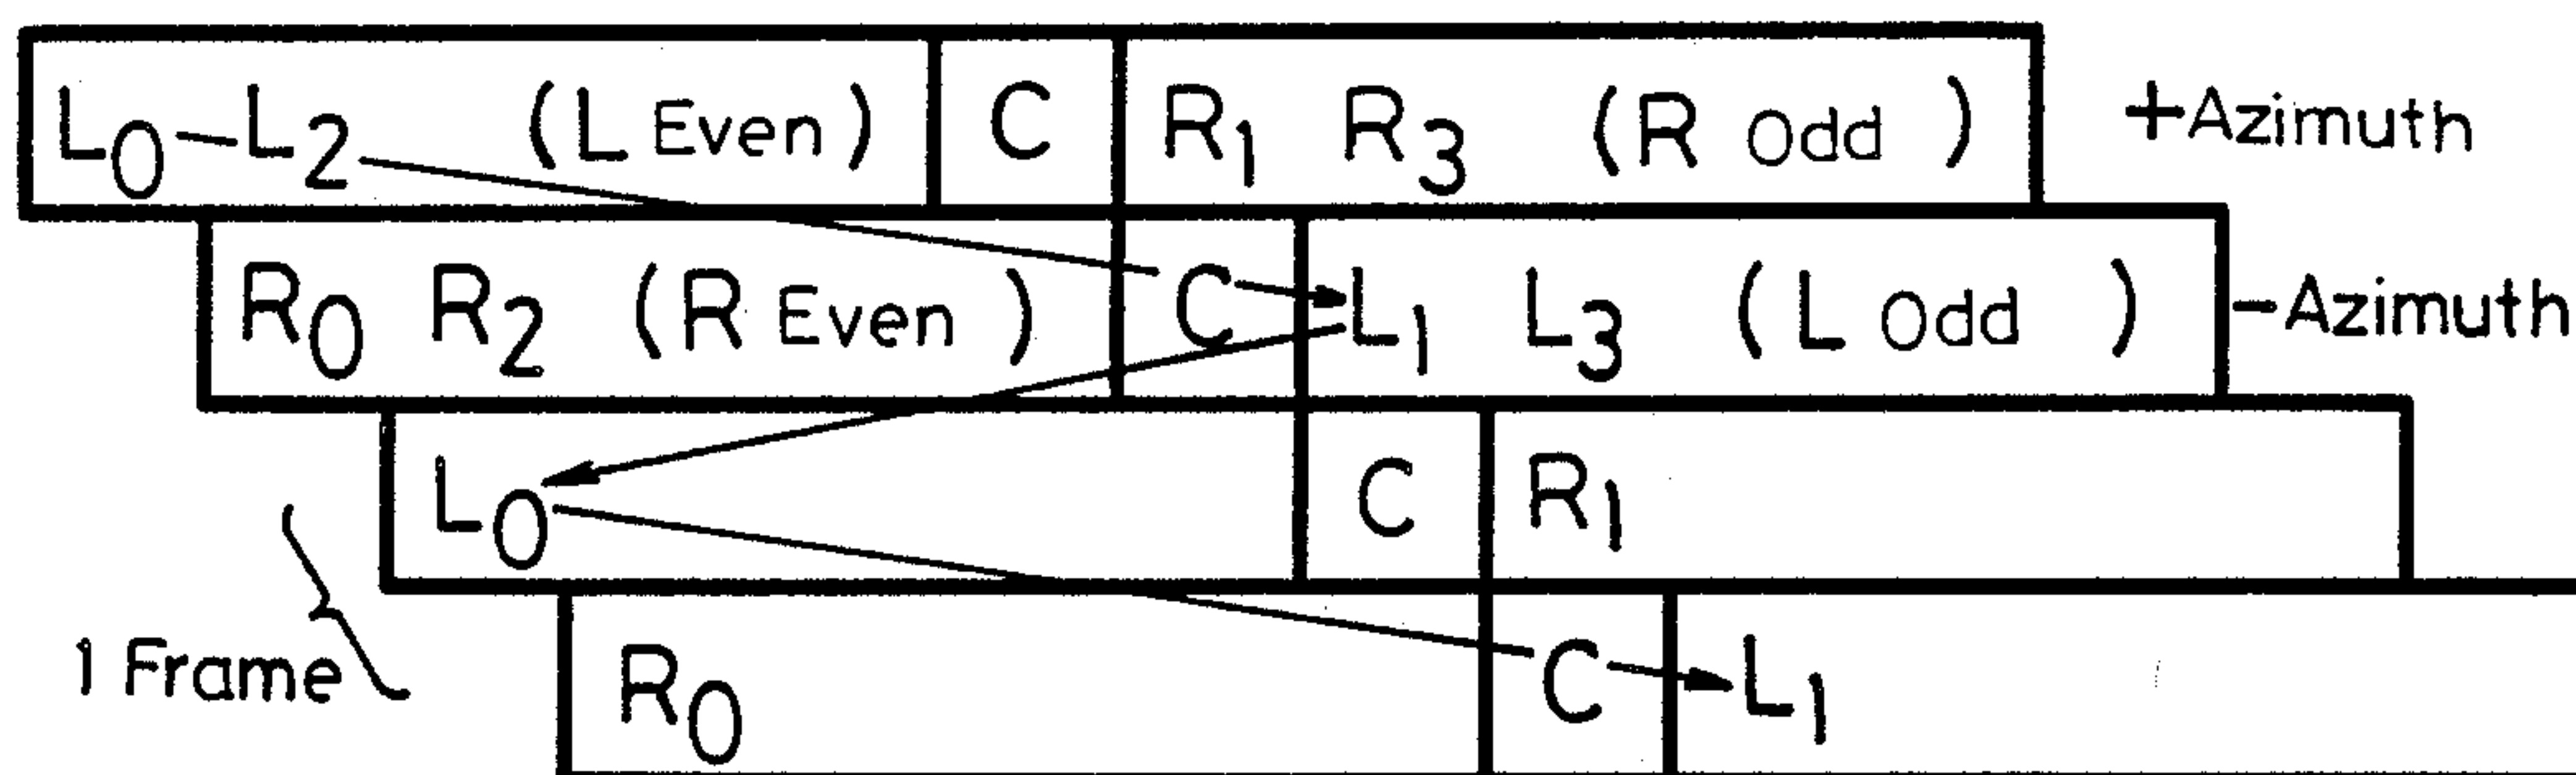 L0 L2 (L Even) C R1 R3 (R Odd) +Azimuth
R0 R2 (R Even) C L1 L3 (L Odd) -Azimuth
L0 C R1
1 Frame R0 C L1